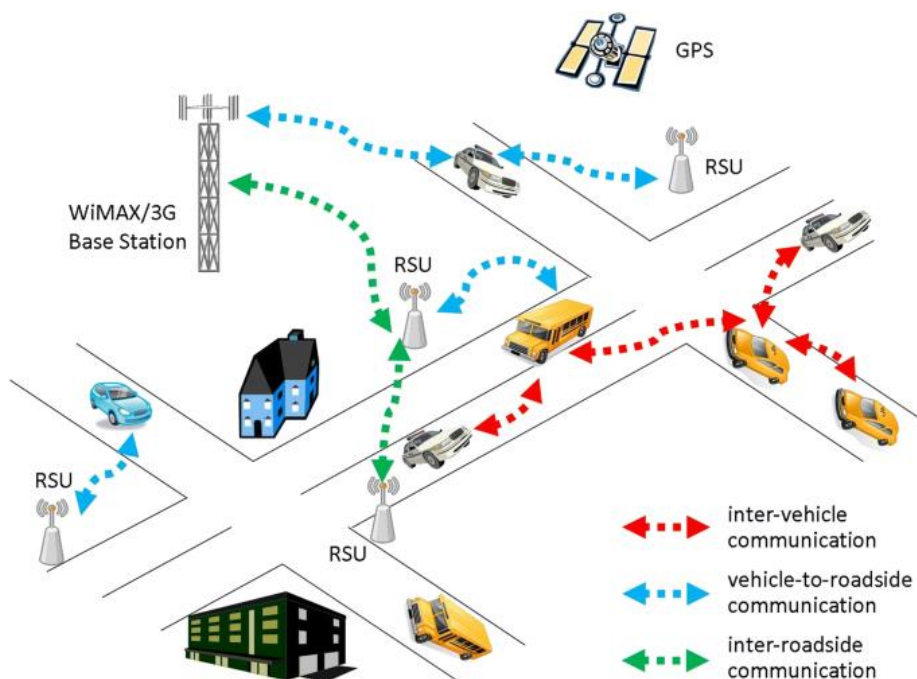 GPS
RSU
WiMAX/3G
Base Station
RSU
RSU
RSU
inter-vehicle
communication
vehicle-to-roadside
communication
inter-roadside
communication